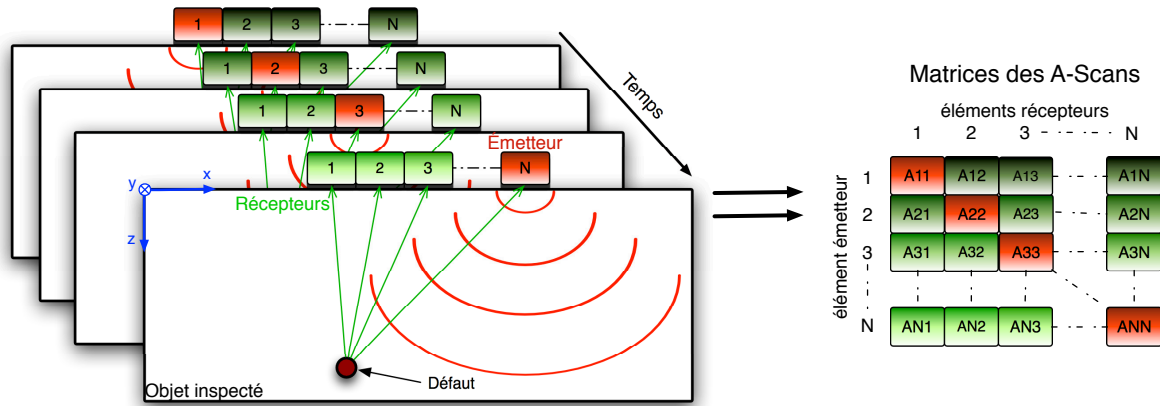 1 2 3 N
1 2 3 N
1 2 3 N
Émetteur
1 2 3 N
Temps
y x
Récepteurs
z
Défaut
Objet inspecté
Matrices des A-Scans
éléments récepteurs
1 2 3 N
élément émetteur
1 A11 A12 A13 A1N
2 A21 A22 A23 A2N
3 A31 A32 A33 A3N
N AN1 AN2 AN3 ANN